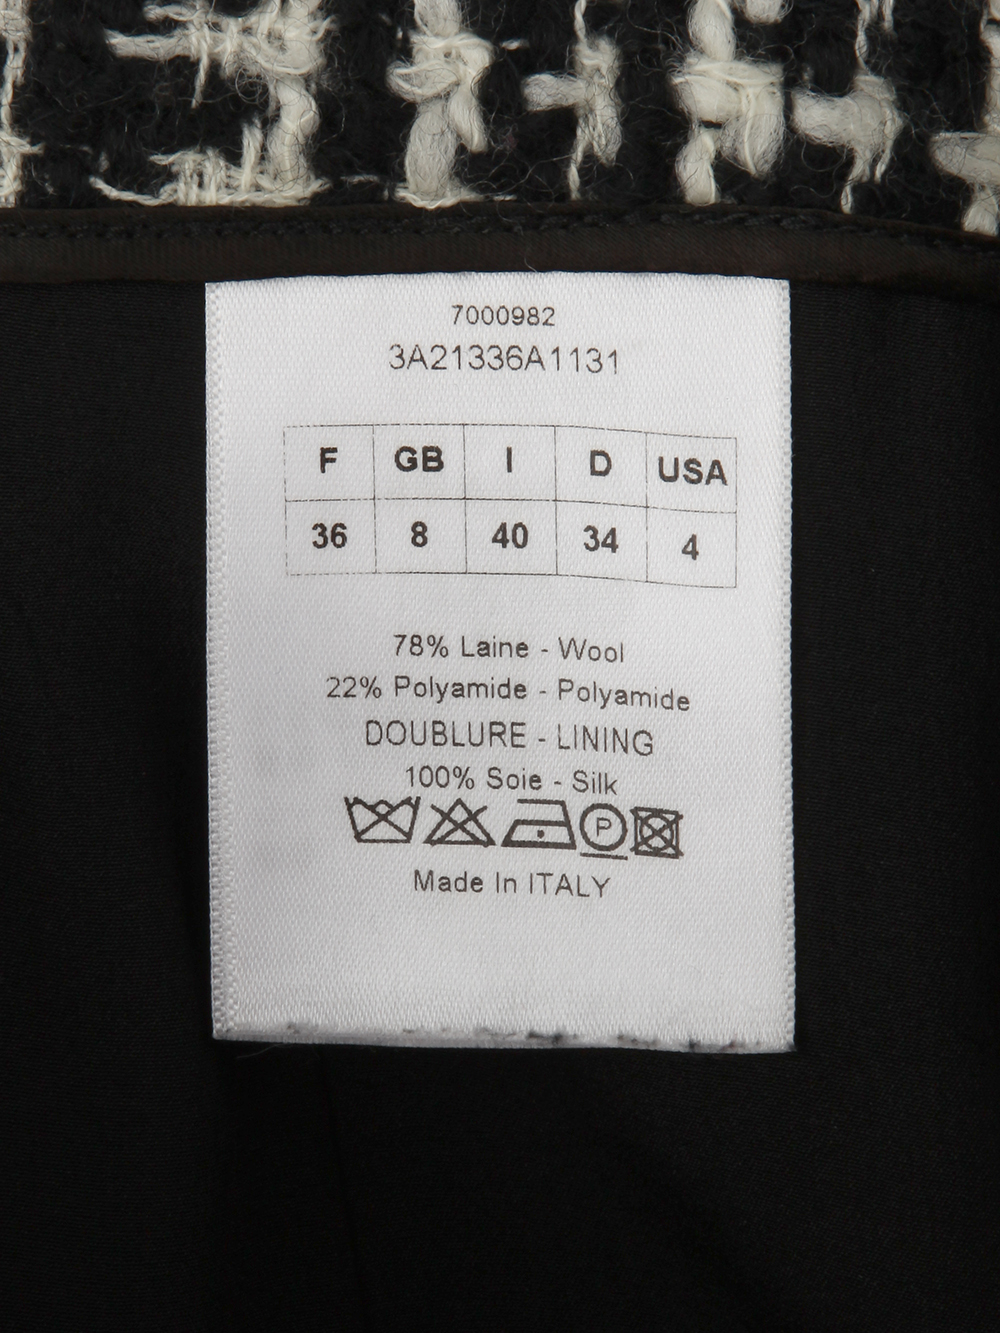 7000982
3A21336A1131
F GB I D USA
36 8 40 34 4
78% Laine - Wool
22% Polyamide - Polyamide
DOUBLURE - LINING
100% Soie - Silk
P
Made In ITALY